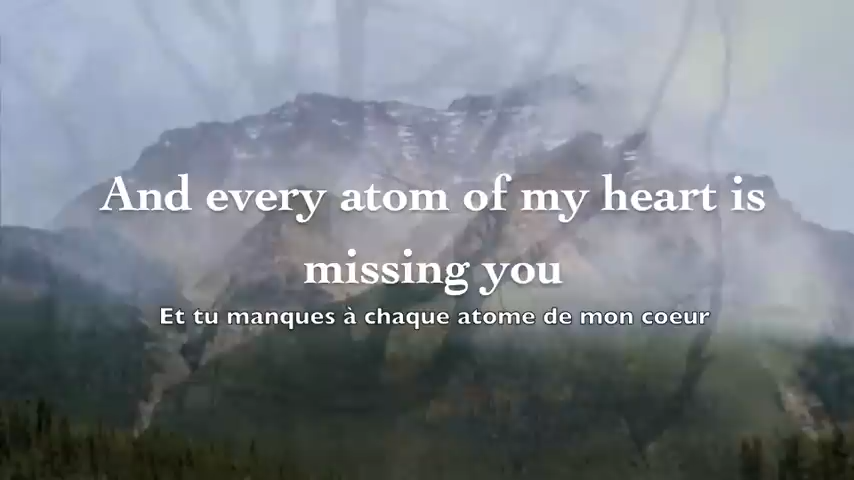 And every atom of my heart is
missing you
Et tu manques à chaque atome de mon coeur